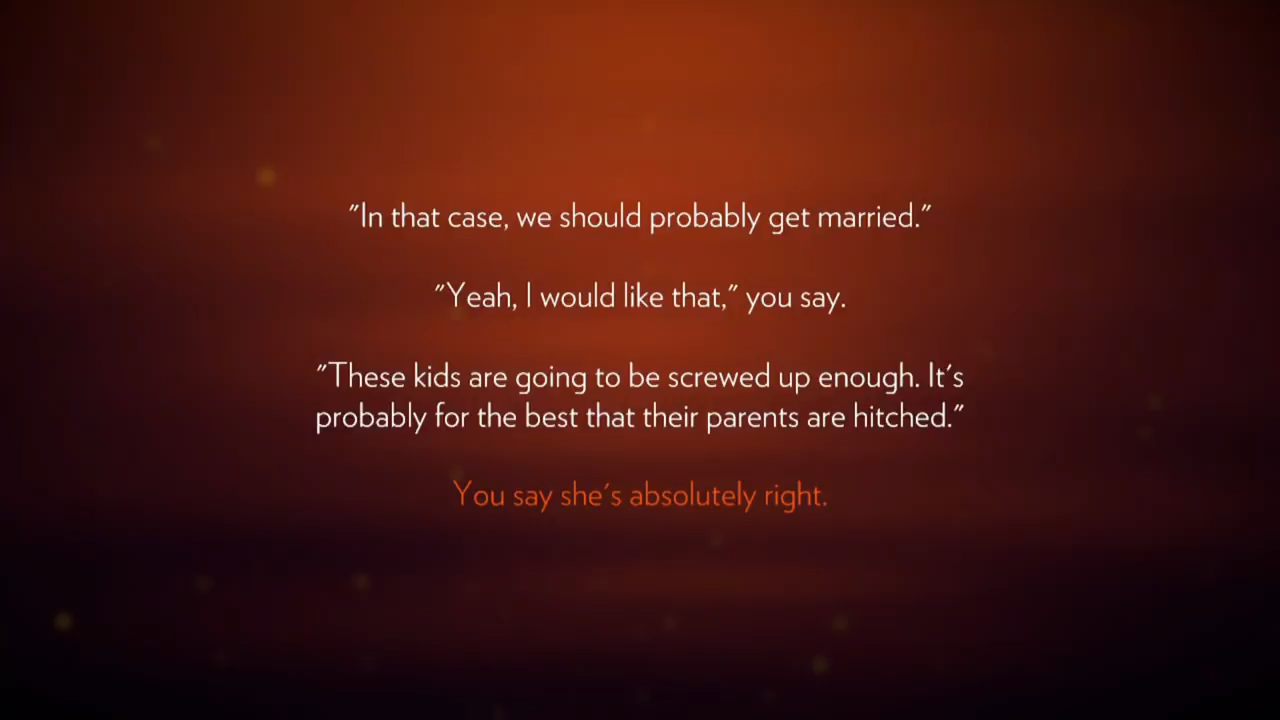 "In that case, we should probably get married."
"Yeah, I would like that," you say.
"These kids are going to be screwed up enough. It's
probably for the best that their parents are hitched."
You say she's absolutely right.